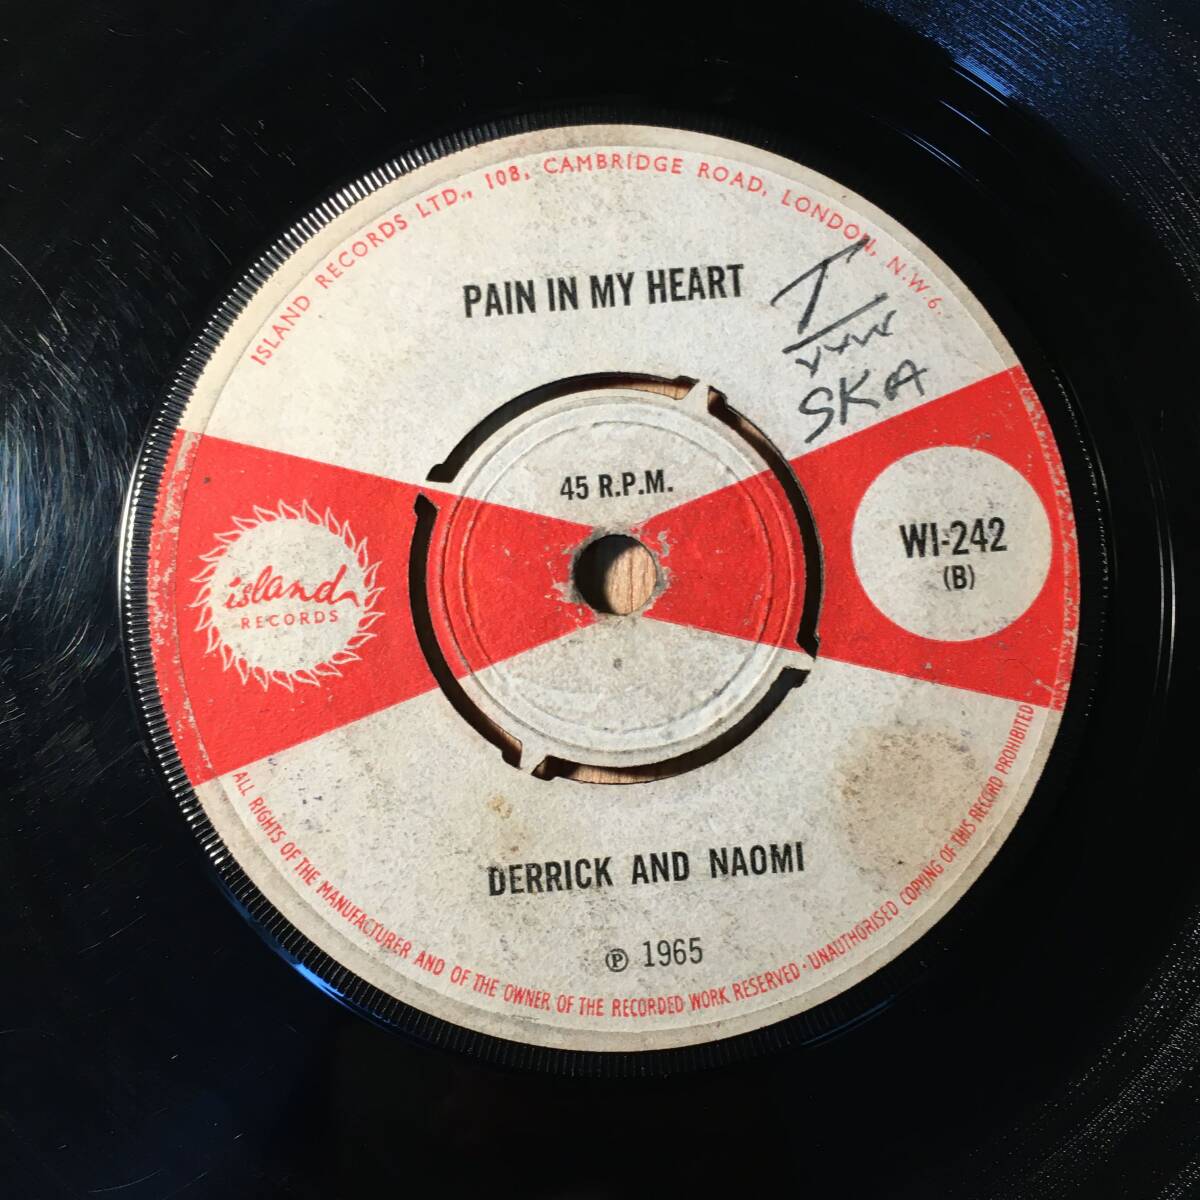 ISLAND RECORDS LTD., 108, CAMBRIDGE ROAD, LONDON, N.W.6.
PAIN IN MY HEART
SKA
45 R.P.M.
island
RECORDS
WI-242
(B)
DERRICK AND NAOMI
℗ 1965
ALL RIGHTS OF THE MANUFACTURER AND OF THE OWNER OF THE RECORDED WORK RESERVED · UNAUTHORISED COPYING OF THIS RECORD PROHIBITED